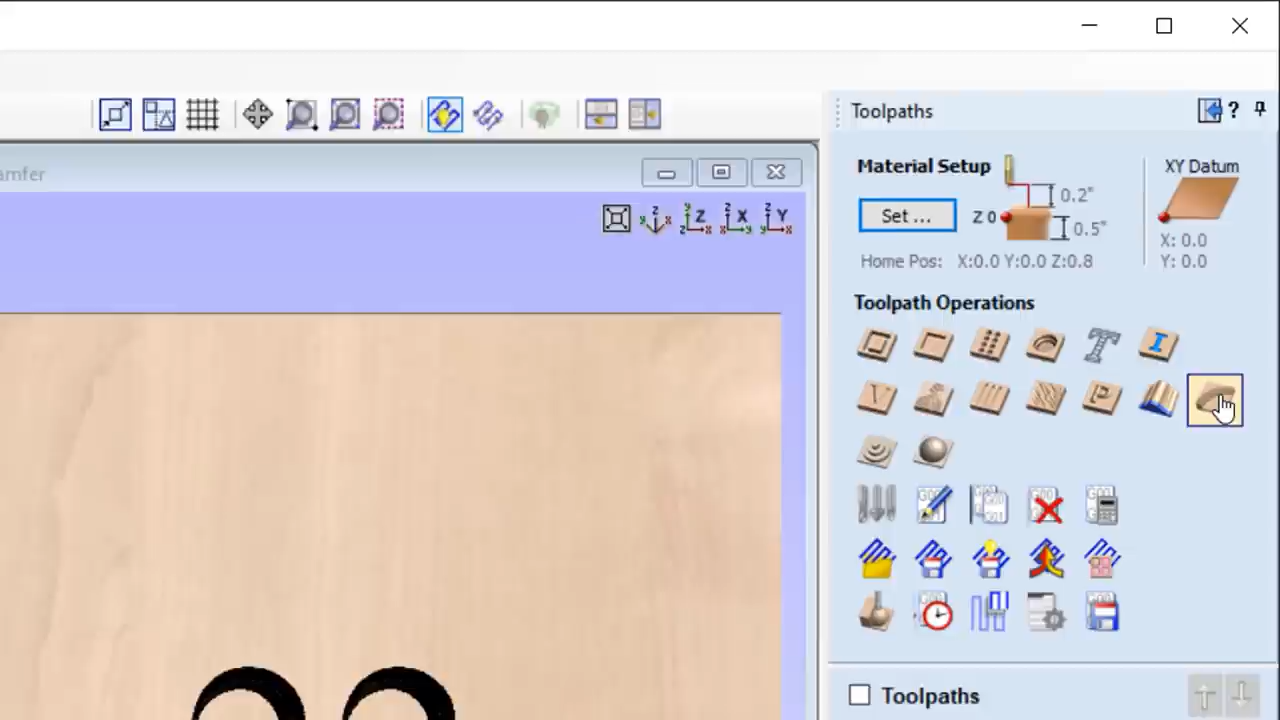 Toolpaths
?
amfer
Material Setup
XY Datum
0.2"
Set ...
Z 0
0.5"
X: 0.0
Y: 0.0
Home Pos: X:0.0 Y:0.0 Z:0.8
z y x
y z x Z
z x y X
z y x Y
Toolpath Operations
T
I
V
P
Toolpaths